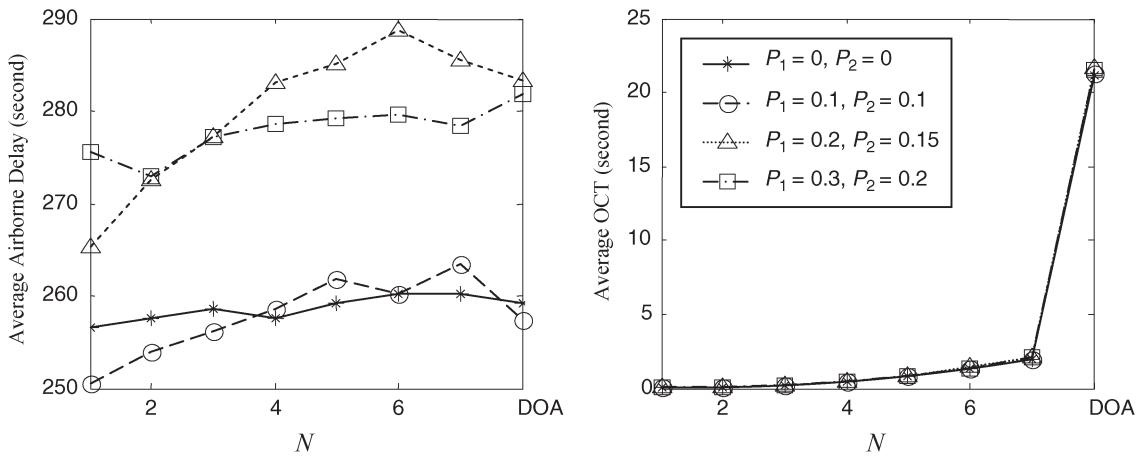 Average Airborne Delay (second)
290
280
270
260
250
2
4
6
DOA
N
Average OCT (second)
25
20
15
10
5
0
2
4
6
DOA
N
P1 = 0, P2 = 0
P1 = 0.1, P2 = 0.1
P1 = 0.2, P2 = 0.15
P1 = 0.3, P2 = 0.2